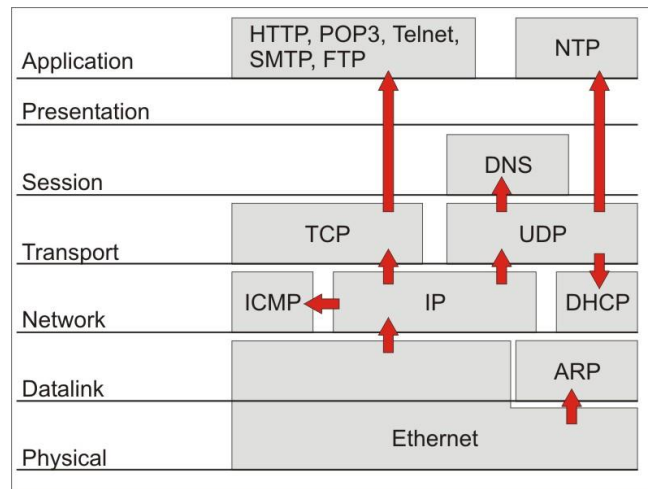 HTTP, POP3, Telnet,
SMTP, FTP
NTP
Application
Presentation
DNS
Session
TCP
UDP
Transport
ICMP
IP
DHCP
Network
ARP
Datalink
Ethernet
Physical